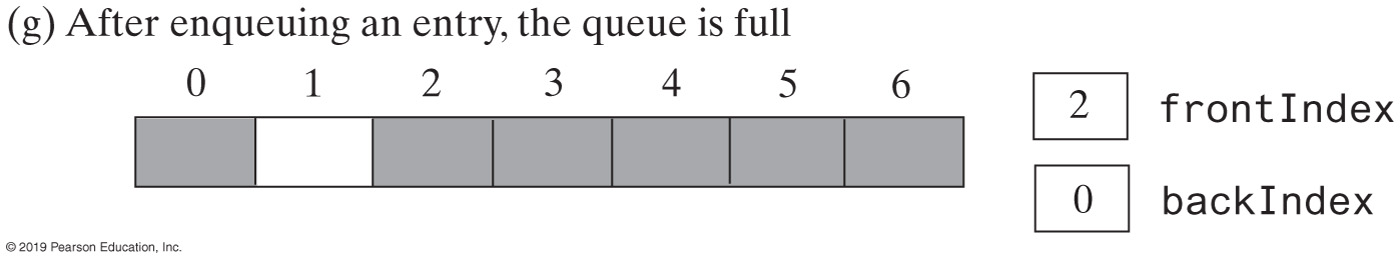 (g) After enqueuing an entry, the queue is full
0 1 2 3 4 5 6
2 frontIndex
0 backIndex
© 2019 Pearson Education, Inc.